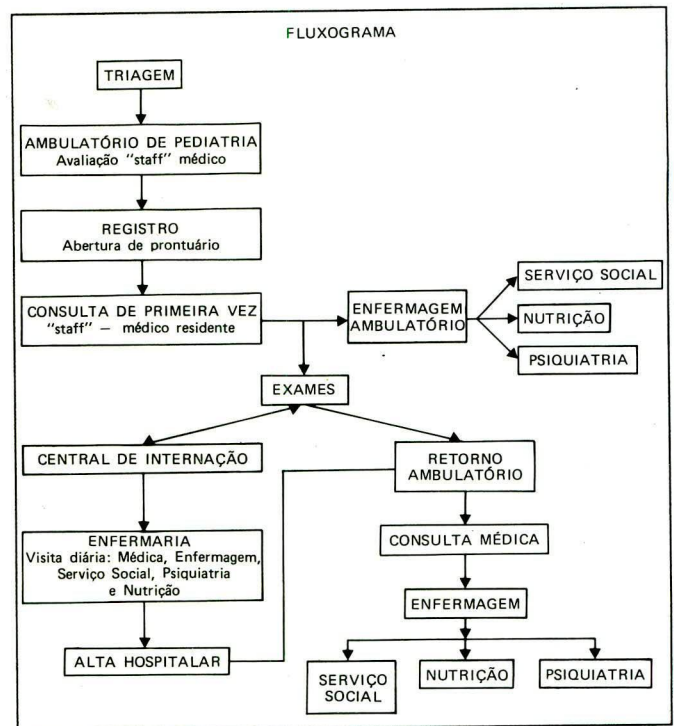 FLUXOGRAMA
TRIAGEM
AMBULATÓRIO DE PEDIATRIA
Avaliação "staff" médico
REGISTRO
Abertura de prontuário
CONSULTA DE PRIMEIRA VEZ
"staff" — médico residente
ENFERMAGEM
AMBULATÓRIO
SERVIÇO SOCIAL
NUTRIÇÃO
PSIQUIATRIA
EXAMES
CENTRAL DE INTERNAÇÃO
RETORNO
AMBULATÓRIO
ENFERMARIA
Visita diária: Médica, Enfermagem,
Serviço Social, Psiquiatria
e Nutrição
CONSULTA MÉDICA
ENFERMAGEM
ALTA HOSPITALAR
SERVIÇO
SOCIAL
NUTRIÇÃO
PSIQUIATRIA